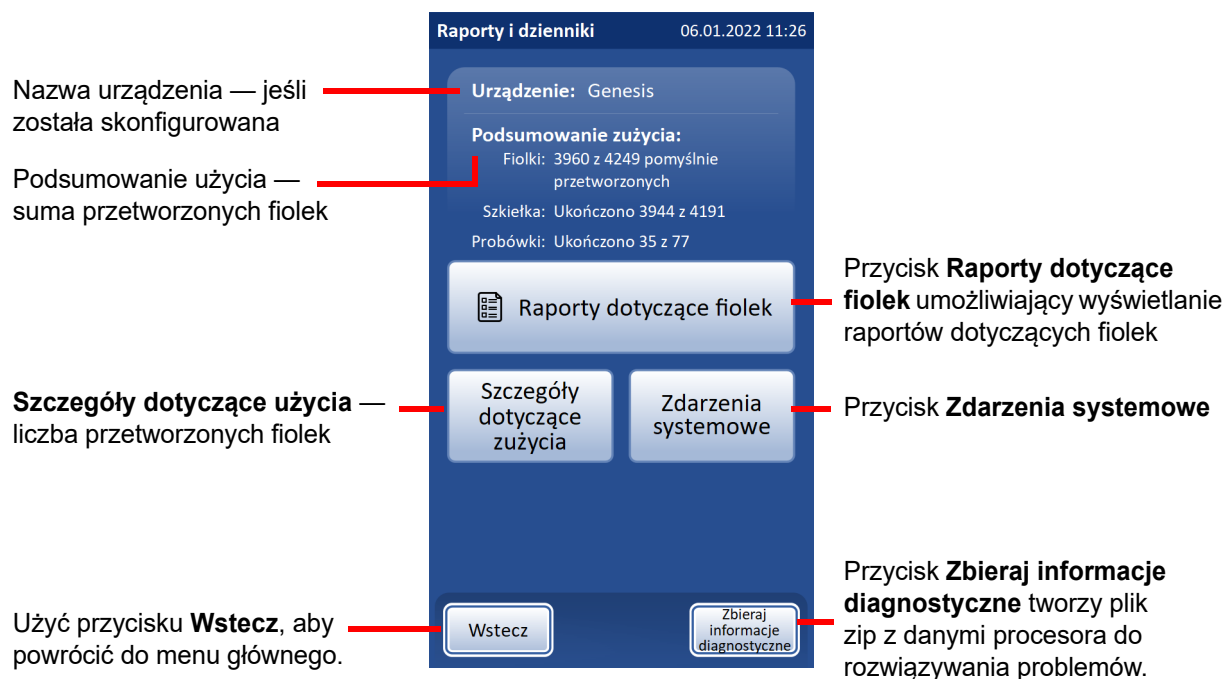 Raporty i dzienniki 06.01.2022 11:26
Nazwa urządzenia — jeśli
została skonfigurowana
Urządzenie: Genesis
Podsumowanie użycia —
suma przetworzonych fiolek
Podsumowanie zużycia:
Fiolki: 3960 z 4249 pomyślnie
przetworzonych
Szkiełka: Ukończono 3944 z 4191
Probówki: Ukończono 35 z 77
Raporty dotyczące fiolek
Przycisk Raporty dotyczące
fiolek umożliwiający wyświetlanie
raportów dotyczących fiolek
Szczegóły dotyczące użycia —
liczba przetworzonych fiolek
Szczegóły
dotyczące
zużycia
Zdarzenia
systemowe
Przycisk Zdarzenia systemowe
Użyć przycisku Wstecz, aby
powrócić do menu głównego.
Wstecz
Zbieraj
informacje
diagnostyczne
Przycisk Zbieraj informacje
diagnostyczne tworzy plik
zip z danymi procesora do
rozwiązywania problemów.